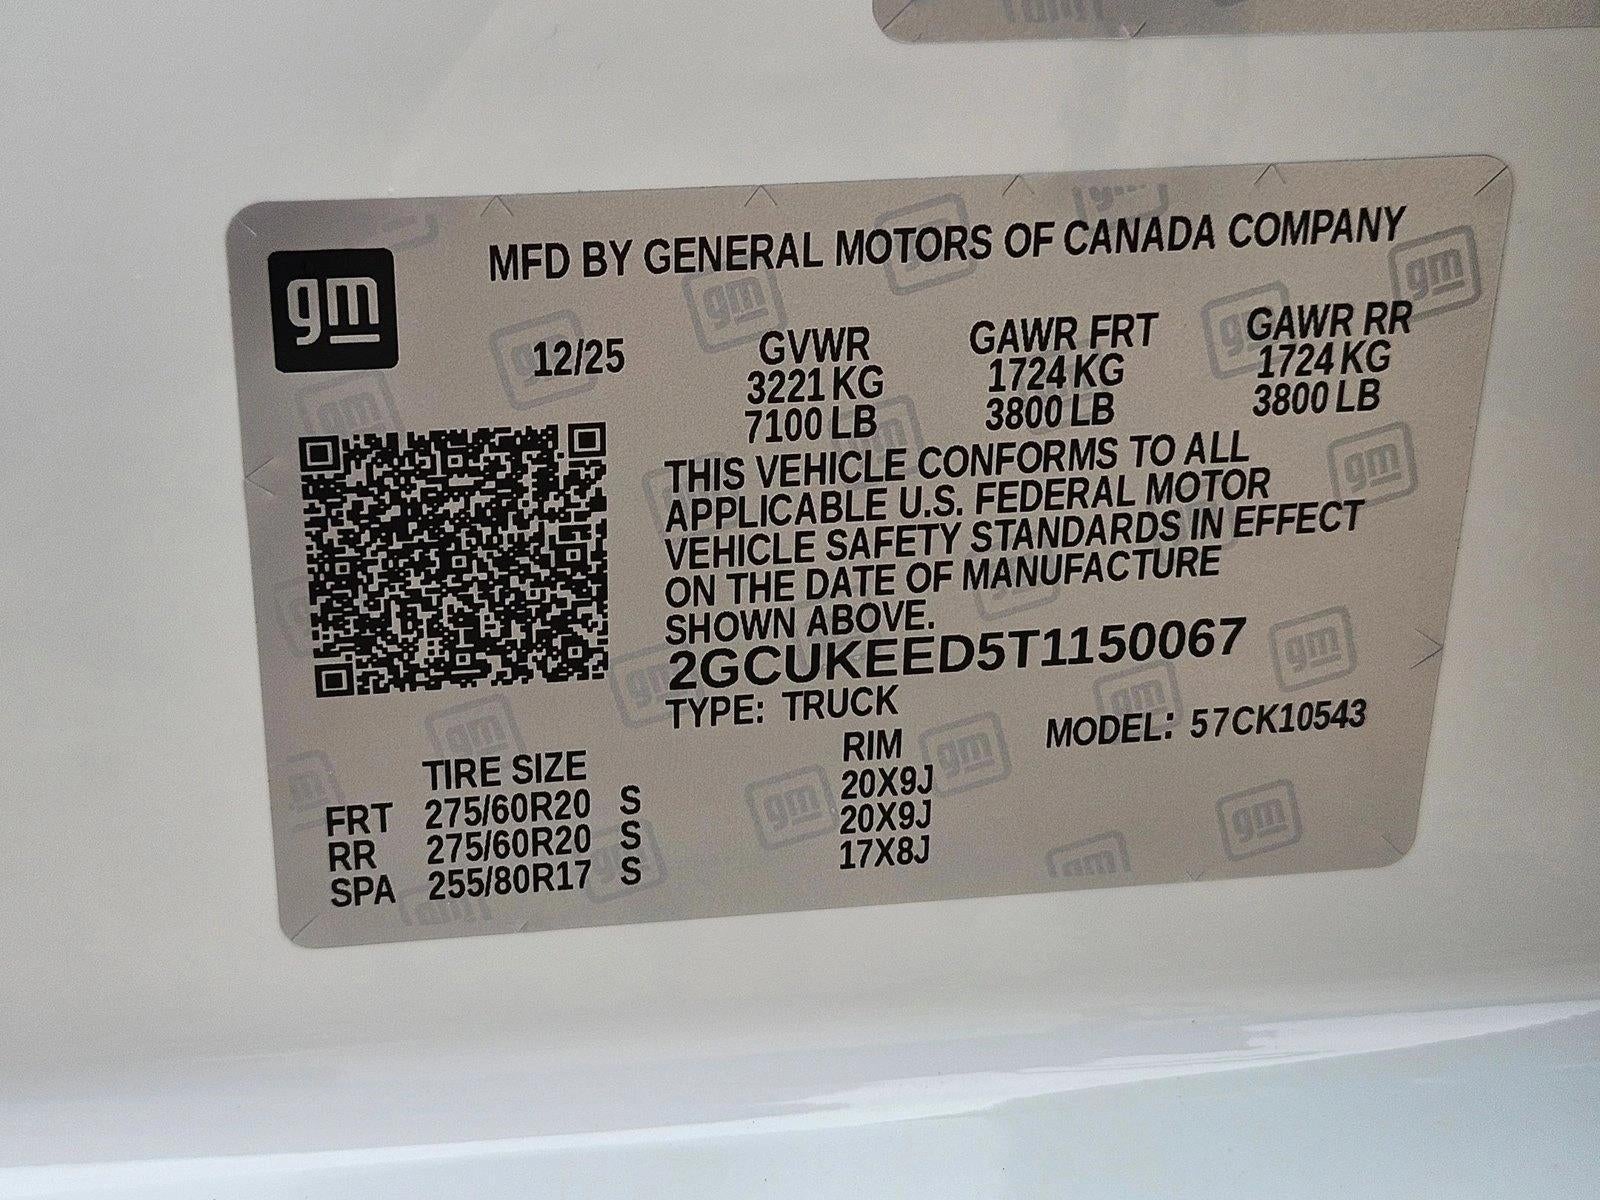 gm
MFD BY GENERAL MOTORS OF CANADA COMPANY
12/25 GVWR GAWR FRT GAWR RR
3221 KG 1724 KG 1724 KG
7100 LB 3800 LB 3800 LB
THIS VEHICLE CONFORMS TO ALL
APPLICABLE U.S. FEDERAL MOTOR
VEHICLE SAFETY STANDARDS IN EFFECT
ON THE DATE OF MANUFACTURE
SHOWN ABOVE.
2GCUKEED5T1150067
TYPE: TRUCK MODEL: 57CK10543
TIRE SIZE RIM
FRT 275/60R20 S 20X9J
RR 275/60R20 S 20X9J
SPA 255/80R17 S 17X8J